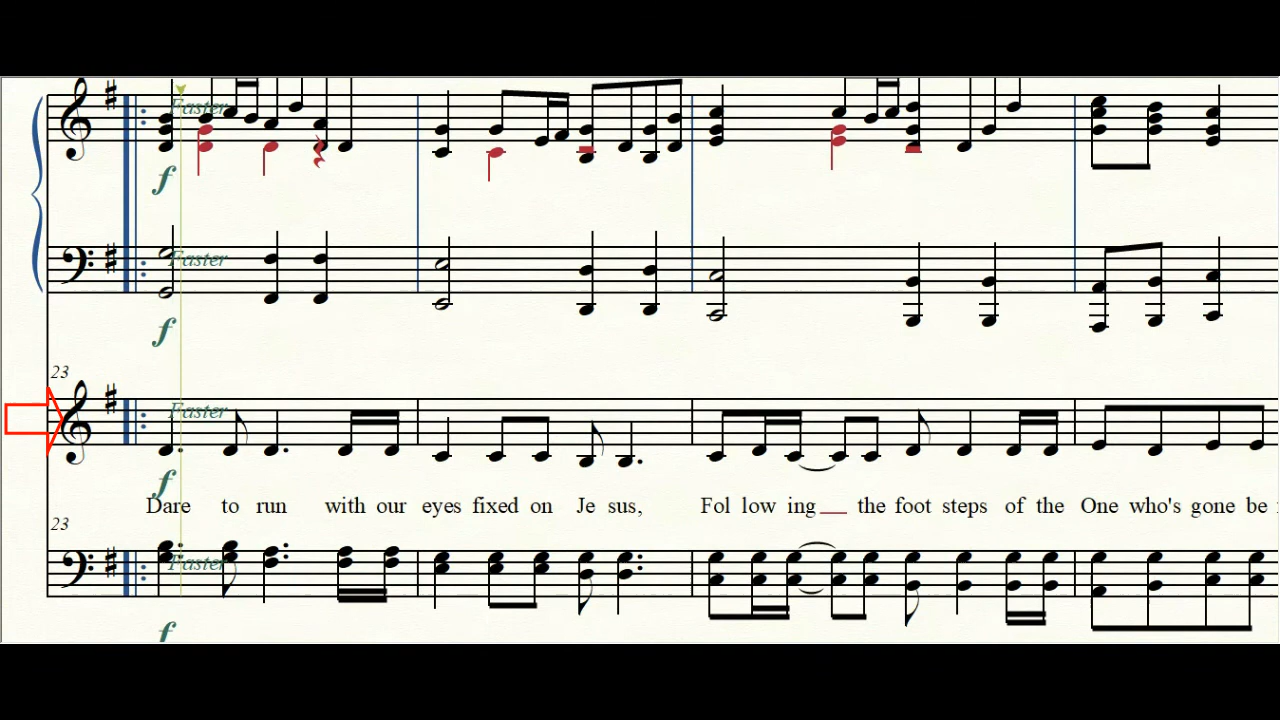 Faster
f
Faster
f
23
Faster
f
Dare to run with our eyes fixed on Je sus, Fol low ing__ the foot steps of the One who's gone be
23
Faster
f